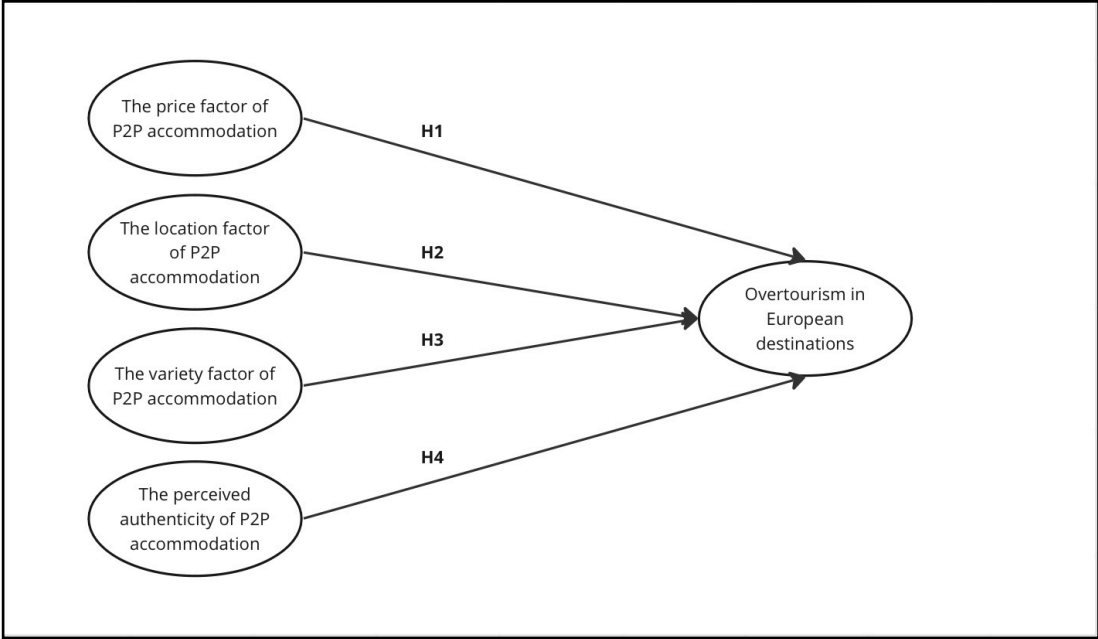 The price factor of
P2P accommodation
H1
The location factor
of P2P
accommodation
H2
Overtourism in
European
destinations
H3
The variety factor of
P2P accommodation
H4
The perceived
authenticity of P2P
accommodation